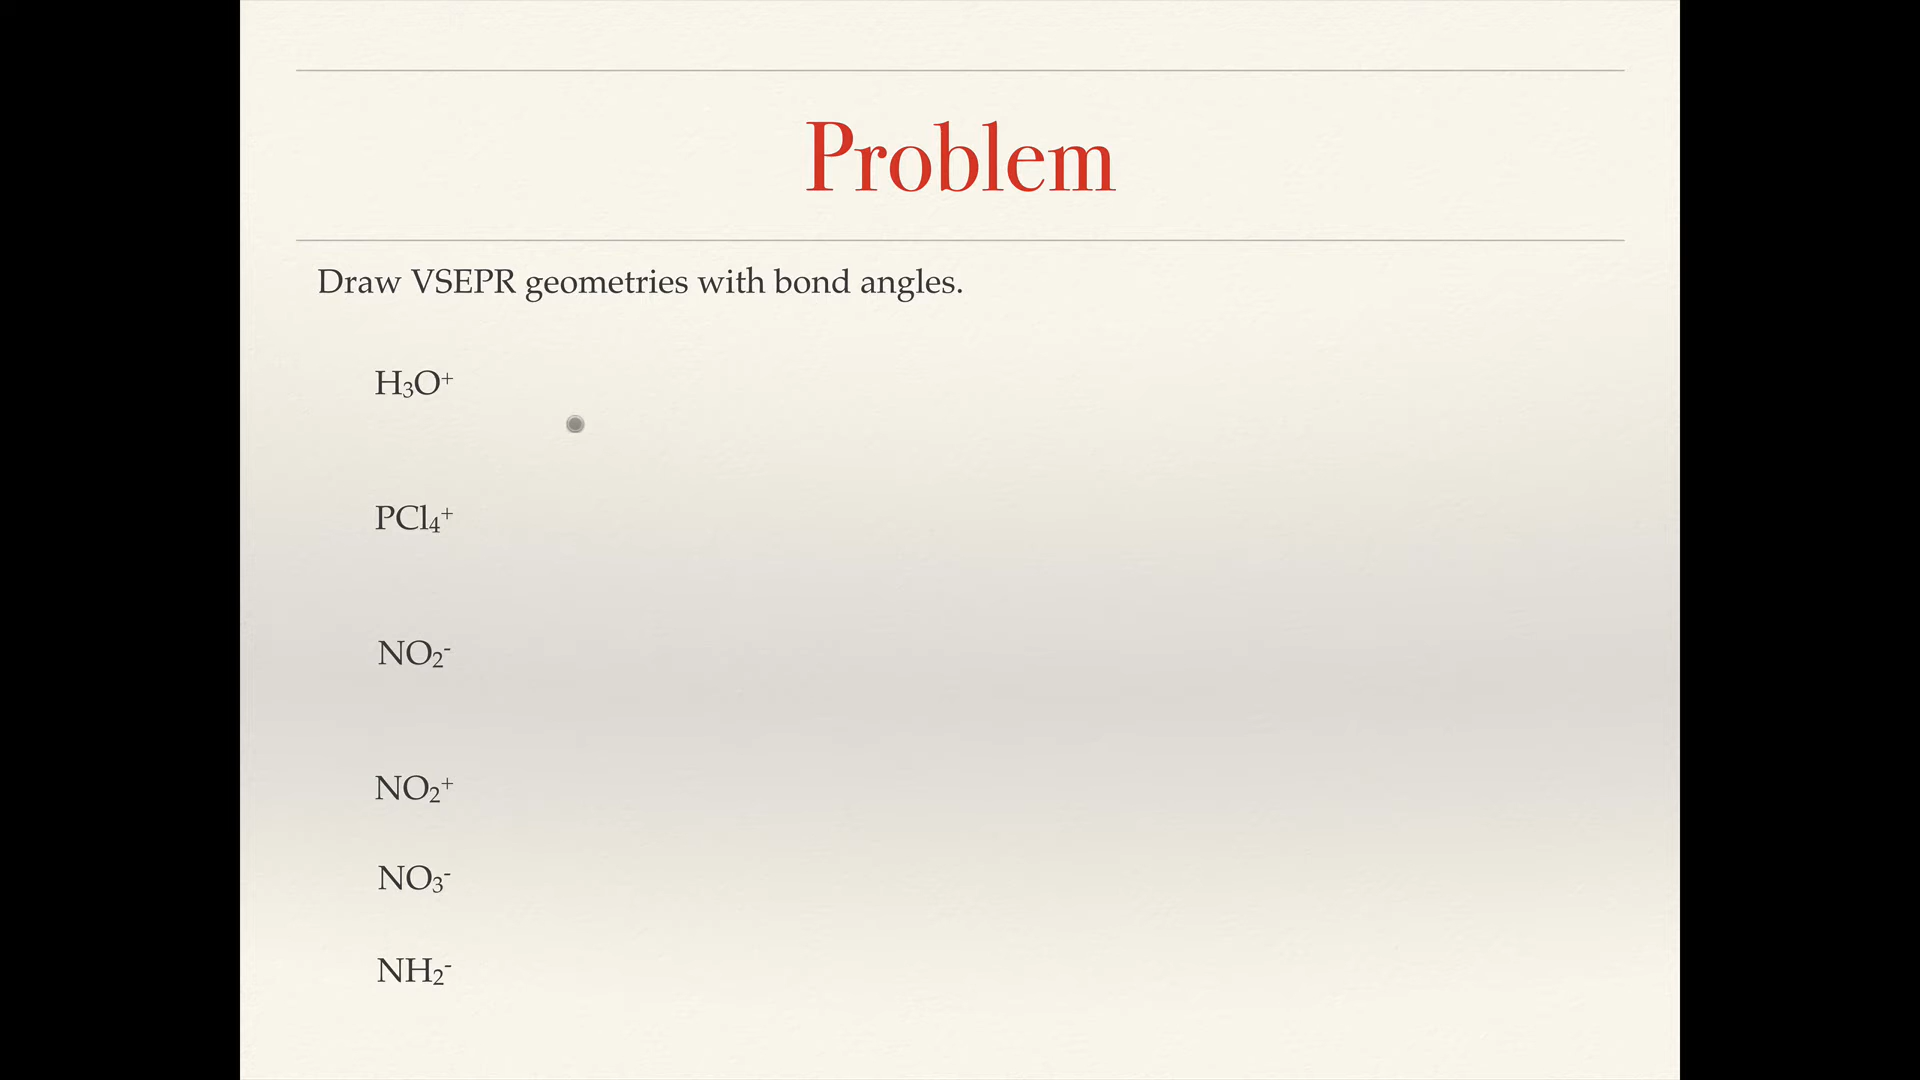 Problem
Draw VSEPR geometries with bond angles.
H₃O⁺
PCl₄⁺
NO₂⁻
NO₂⁺
NO₃⁻
NH₂⁻